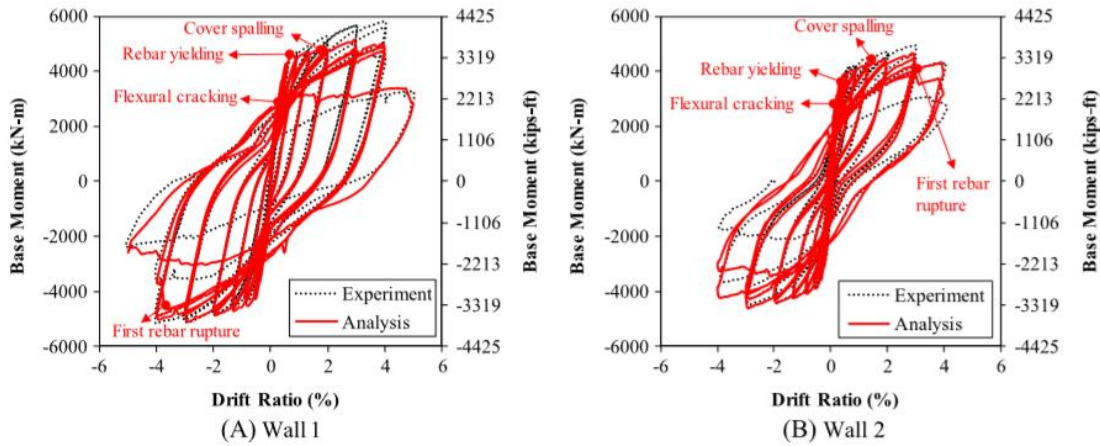 6000
4000
2000
0
-2000
-4000
-6000
Base Moment (kN-m)
4425
3319
2213
1106
0
-1106
-2213
-3319
-4425
Base Moment (kips-ft)
Cover spalling
Rebar yielding
Flexural cracking
First rebar rupture
Experiment
Analysis
-6 -4 -2 0 2 4 6
Drift Ratio (%)
(A) Wall 1
6000
4000
2000
0
-2000
-4000
-6000
Base Moment (kN-m)
4425
3319
2213
1106
0
-1106
-2213
-3319
-4425
Base Moment (kips-ft)
Cover spalling
Rebar yielding
Flexural cracking
First rebar
rupture
Experiment
Analysis
-6 -4 -2 0 2 4 6
Drift Ratio (%)
(B) Wall 2